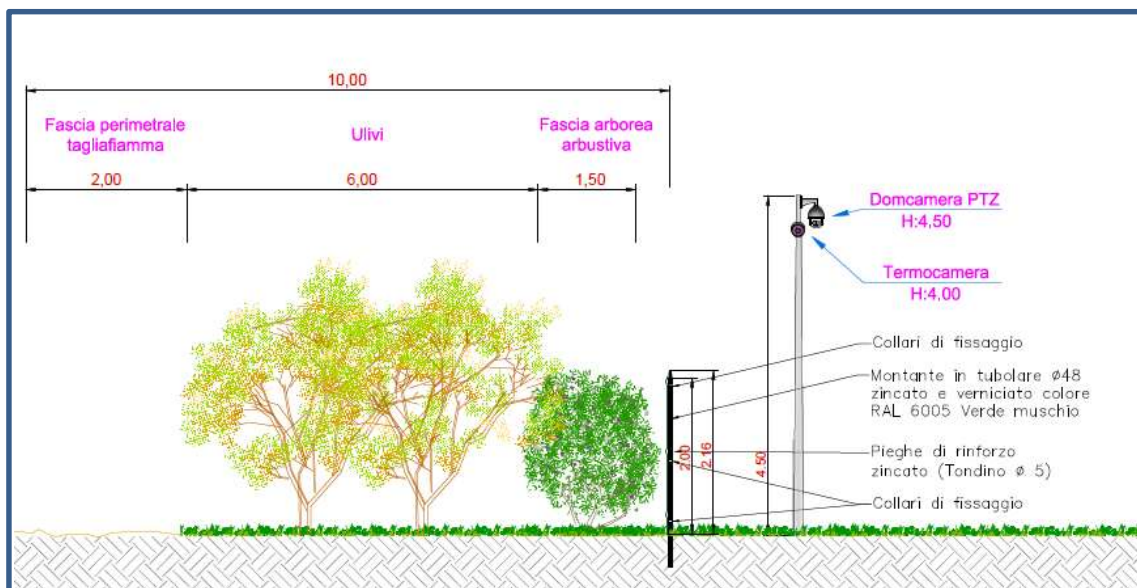 10,00
Fascia perimetrale
tagliafiamma
Ulivi
Fascia arborea
arbustiva
2,00
6,00
1,50
Domcamera PTZ
H:4,50
Termocamera
H:4,00
Collari di fissaggio
Montante in tubolare Ø48
zincato e verniciato colore
RAL 6005 Verde muschio
Pieghe di rinforzo
zincato (Tondino Ø 5)
Collari di fissaggio
2.00
2.16
4.50